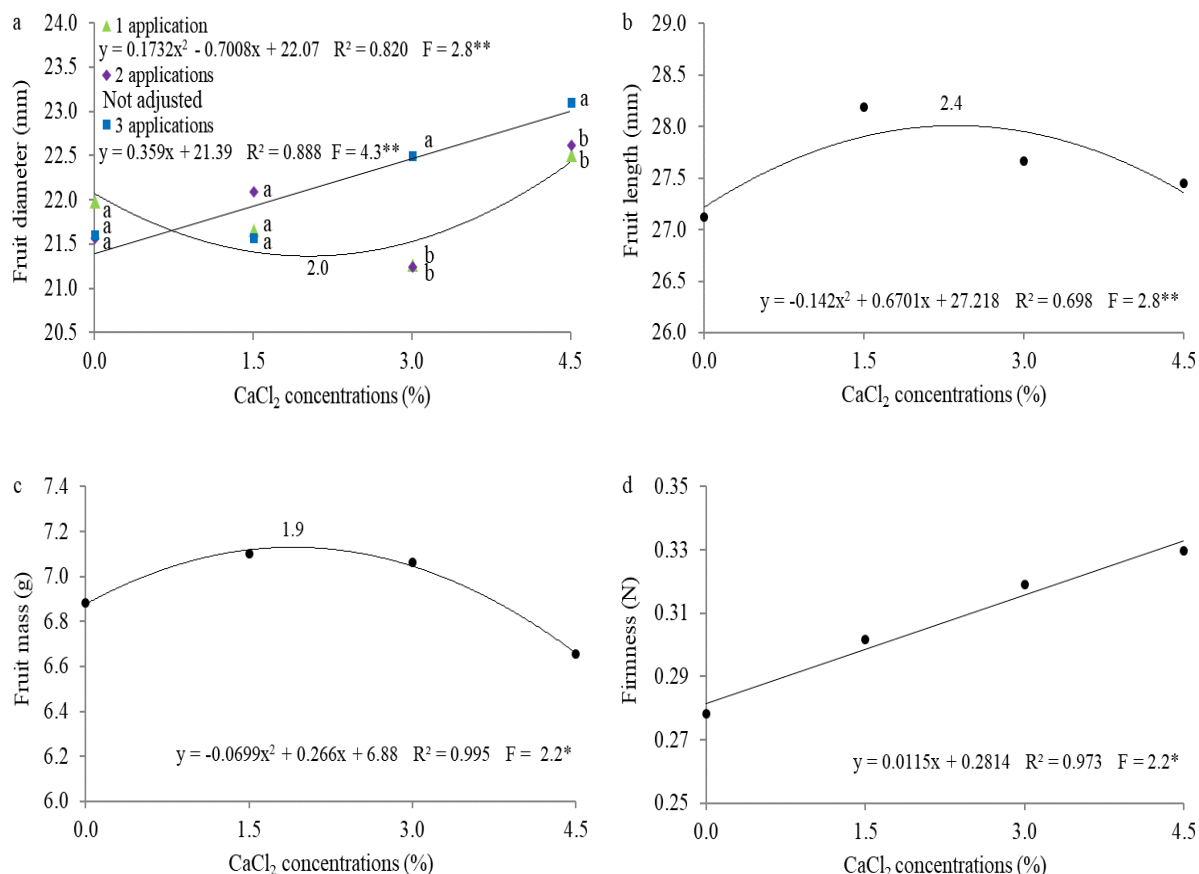 a
1 application
y = 0.1732x² - 0.7008x + 22.07 R² = 0.820 F = 2.8**
2 applications
Not adjusted
3 applications
y = 0.359x + 21.39 R² = 0.888 F = 4.3**
Fruit diameter (mm)
24.0
23.5
23.0
22.5
22.0
21.5
21.0
20.5
a
a
a
a
a
a
a
b
b
a
b
b
2.0
0.0 1.5 3.0 4.5
CaCl₂ concentrations (%)
b
Fruit length (mm)
29.0
28.5
28.0
27.5
27.0
26.5
26.0
2.4
y = -0.142x² + 0.6701x + 27.218 R² = 0.698 F = 2.8**
0.0 1.5 3.0 4.5
CaCl₂ concentrations (%)
c
Fruit mass (g)
7.4
7.2
7.0
6.8
6.6
6.4
6.2
6.0
1.9
y = -0.0699x² + 0.266x + 6.88 R² = 0.995 F = 2.2*
0.0 1.5 3.0 4.5
CaCl₂ concentrations (%)
d
Firmness (N)
0.35
0.33
0.31
0.29
0.27
0.25
y = 0.0115x + 0.2814 R² = 0.973 F = 2.2*
0.0 1.5 3.0 4.5
CaCl₂ concentrations (%)